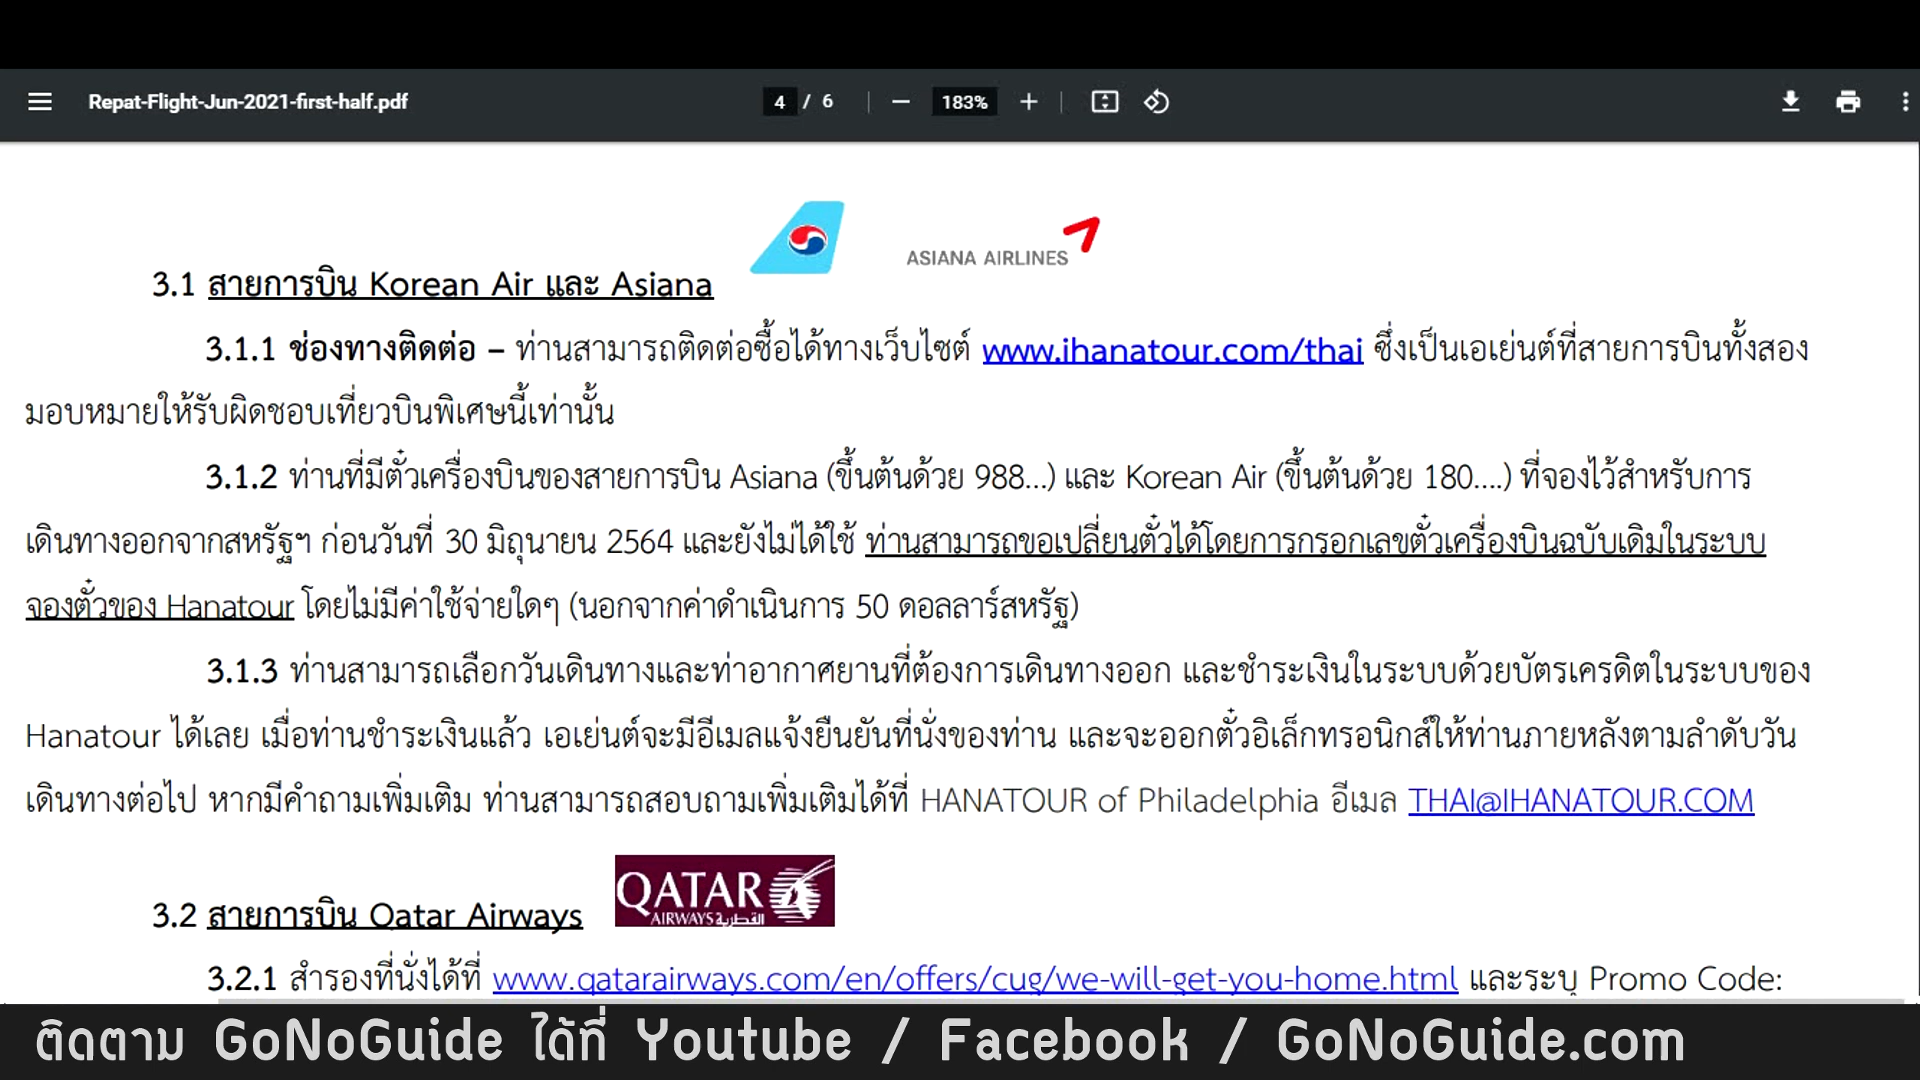 Repat-Flight-Jun-2021-first-half.pdf 4 / 6 183%
ASIANA AIRLINES
3.1 สายการบิน Korean Air และ Asiana
3.1.1 ช่องทางติดต่อ – ท่านสามารถติดต่อซื้อได้ทางเว็บไซต์ www.ihanatour.com/thai ซึ่งเป็นเอเย่นต์ที่สายการบินทั้งสอง
มอบหมายให้รับผิดชอบเที่ยวบินพิเศษนี้เท่านั้น
3.1.2 ท่านที่มีตั๋วเครื่องบินของสายการบิน Asiana (ขึ้นต้นด้วย 988...) และ Korean Air (ขึ้นต้นด้วย 180....) ที่จองไว้สำหรับการ
เดินทางออกจากสหรัฐฯ ก่อนวันที่ 30 มิถุนายน 2564 และยังไม่ได้ใช้ ท่านสามารถขอเปลี่ยนตั๋วได้โดยการกรอกเลขตั๋วเครื่องบินฉบับเดิมในระบบ
จองตั๋วของ Hanatour โดยไม่มีค่าใช้จ่ายใดๆ (นอกจากค่าดำเนินการ 50 ดอลลาร์สหรัฐ)
3.1.3 ท่านสามารถเลือกวันเดินทางและท่าอากาศยานที่ต้องการเดินทางออก และชำระเงินในระบบด้วยบัตรเครดิตในระบบของ
Hanatour ได้เลย เมื่อท่านชำระเงินแล้ว เอเย่นต์จะมีอีเมลแจ้งยืนยันที่นั่งของท่าน และจะออกตั๋วอิเล็กทรอนิกส์ให้ท่านภายหลังตามลำดับวัน
เดินทางต่อไป หากมีคำถามเพิ่มเติม ท่านสามารถสอบถามเพิ่มเติมได้ที่ HANATOUR of Philadelphia อีเมล THAI@IHANATOUR.COM
QATAR
AIRWAYS القطرية
3.2 สายการบิน Qatar Airways
3.2.1 สำรองที่นั่งได้ที่ www.qatarairways.com/en/offers/cug/we-will-get-you-home.html และระบุ Promo Code:
ติดตาม GoNoGuide ได้ที่ Youtube / Facebook / GoNoGuide.com